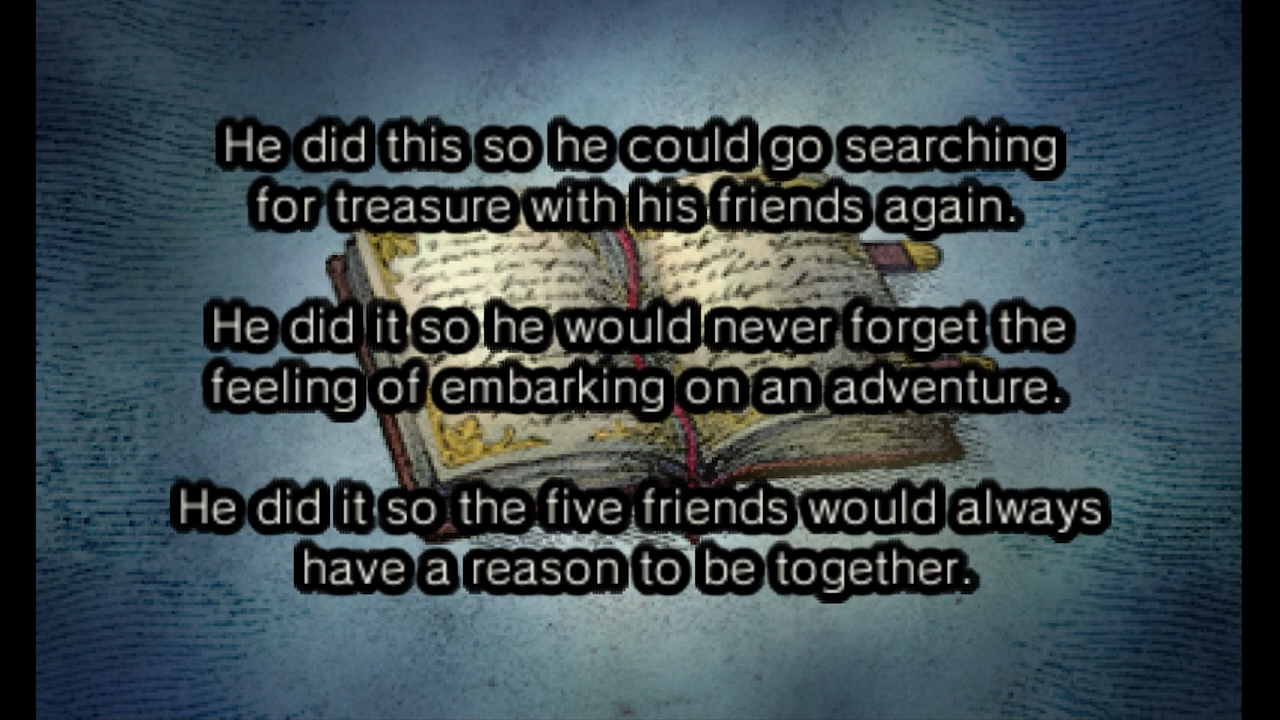 He did this so he could go searching
for treasure with his friends again.
He did it so he would never forget the
feeling of embarking on an adventure.
He did it so the five friends would always
have a reason to be together.